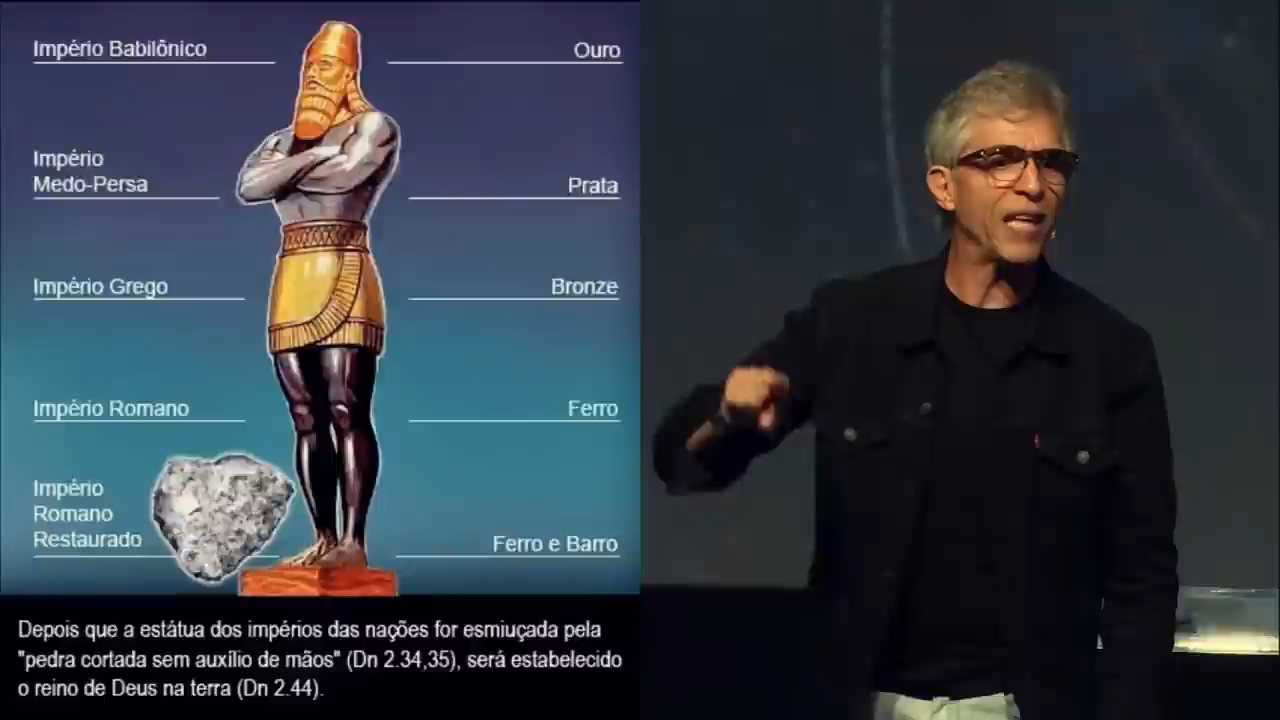 Império Babilônico
Ouro
Império
Medo-Persa
Prata
Império Grego
Bronze
Império Romano
Ferro
Império
Romano
Restaurado
Ferro e Barro
Depois que a estátua dos impérios das nações for esmiuçada pela
"pedra cortada sem auxílio de mãos" (Dn 2.34,35), será estabelecido
o reino de Deus na terra (Dn 2.44).